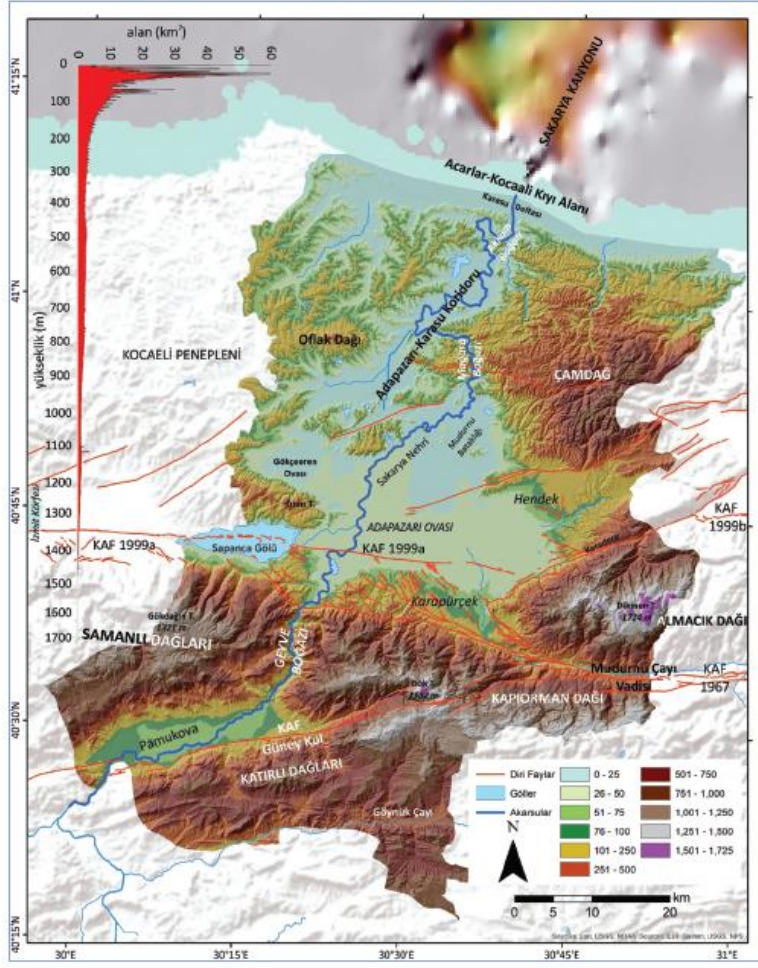 alan (km²)
0 10 20 30 40 50 60
yükseklik (m)
0
100
200
300
400
500
600
700
800
900
1000
1100
1200
1300
1400
1500
1600
1700
41°15'
41°N
40°45'
40°30'
40°15'
SAKARYA KANYONU
Acarlar-Kocaali Kıyı Alanı
Karasu Deltası
Adapazarı-Karasu Koridoru
Oflak Dağı
KOCAELİ PENEPLENİ
ÇAMDAĞ
Boğazı
Sakarya Nehri
Mudurnu
Bataklığı
Gökçeeren
Ovası
Hendek
İzmit Körfezi
ADAPAZARI OVASI
KAF
1999b
KAF 1999a
Sapanca Gölü
KAF 1999a
Karapürçek
Dikmen T.
1724 m
ALMACIK DAĞI
SAMANLI DAĞLARI
GEYVE
BOĞAZI
Mudurnu Çayı
Vadisi
KAF
1967
KAPIORMAN DAĞI
Pamukova
KAF
Güney Kol
KATIRLI DAĞLARI
Göynük Çayı
Diri Faylar
Göller
Akarsular
0 - 25
26 - 50
51 - 75
76 - 100
101 - 250
251 - 500
501 - 750
751 - 1,000
1,001 - 1,250
1,251 - 1,500
1,501 - 1,725
N
km
0 5 10 20
30°E 30°15'E 30°30'E 30°45'E 31°E